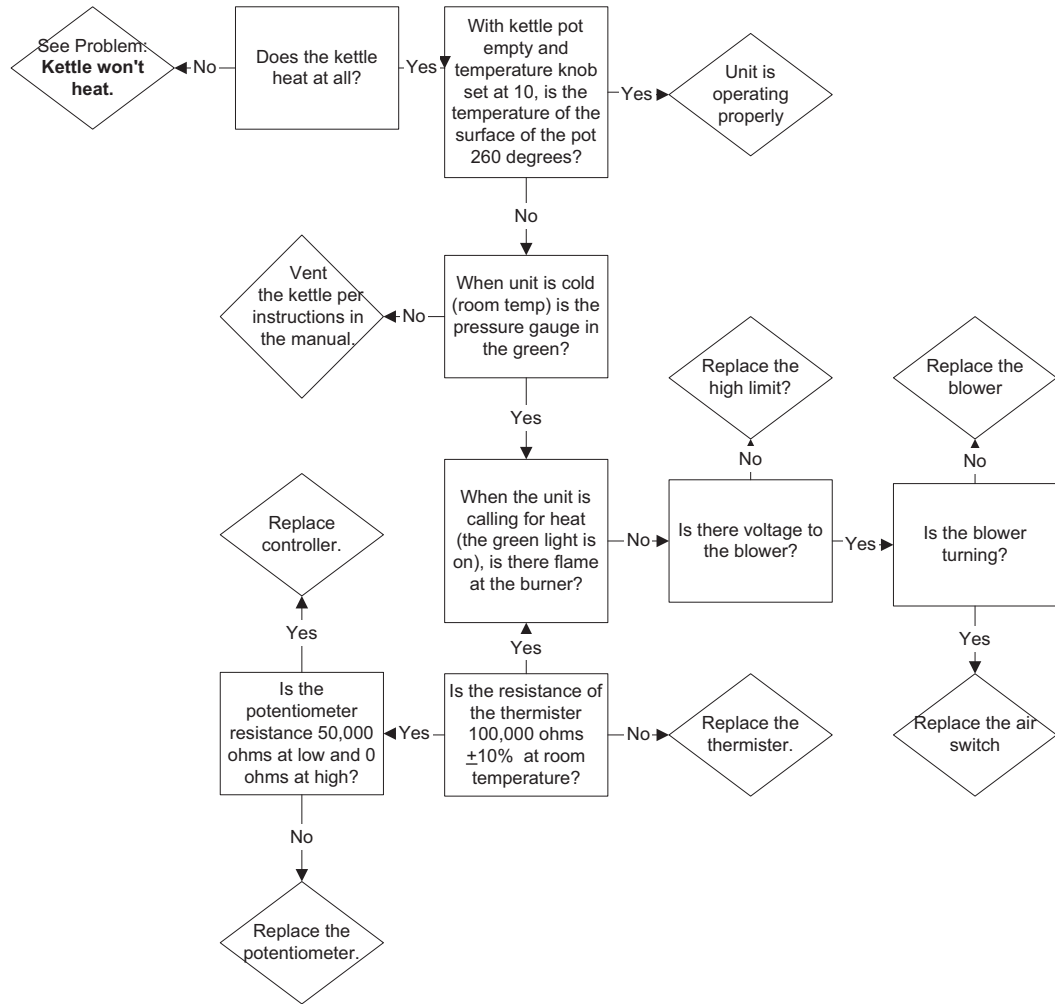 See Problem:
Kettle won't
heat.
No
Does the kettle
heat at all?
Yes
With kettle pot
empty and
temperature knob
set at 10, is the
temperature of the
surface of the pot
260 degrees?
Yes
Unit is
operating
properly
No
Vent
the kettle per
instructions in
the manual.
No
When unit is cold
(room temp) is the
pressure gauge in
the green?
Yes
Replace the
high limit?
Replace the
blower
No
No
Replace
controller.
When the unit is
calling for heat
(the green light is
on), is there flame
at the burner?
No
Is there voltage to
the blower?
Yes
Is the blower
turning?
Yes
Yes
Yes
Is the
potentiometer
resistance 50,000
ohms at low and 0
ohms at high?
Yes
Is the resistance of
the thermister
100,000 ohms
±10% at room
temperature?
No
Replace the
thermister.
Replace the air
switch
No
Replace the
potentiometer.